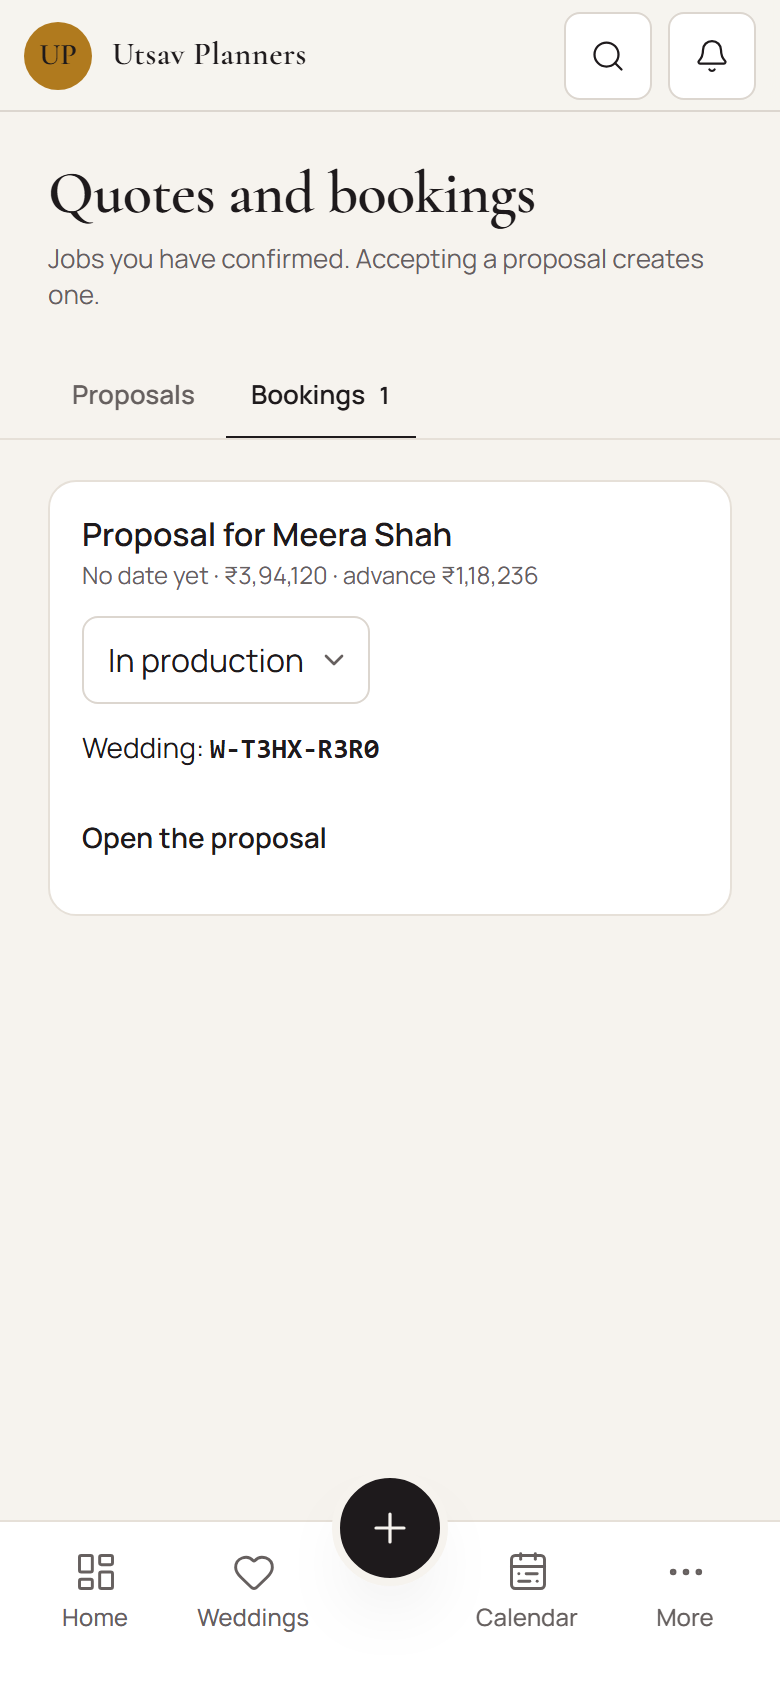 UP Utsav Planners
Quotes and bookings
Jobs you have confirmed. Accepting a proposal creates
one.
Proposals Bookings 1
Proposal for Meera Shah
No date yet · ₹3,94,120 · advance ₹1,18,236
In production
Wedding: W-T3HX-R3R0
Open the proposal
Home Weddings Calendar More